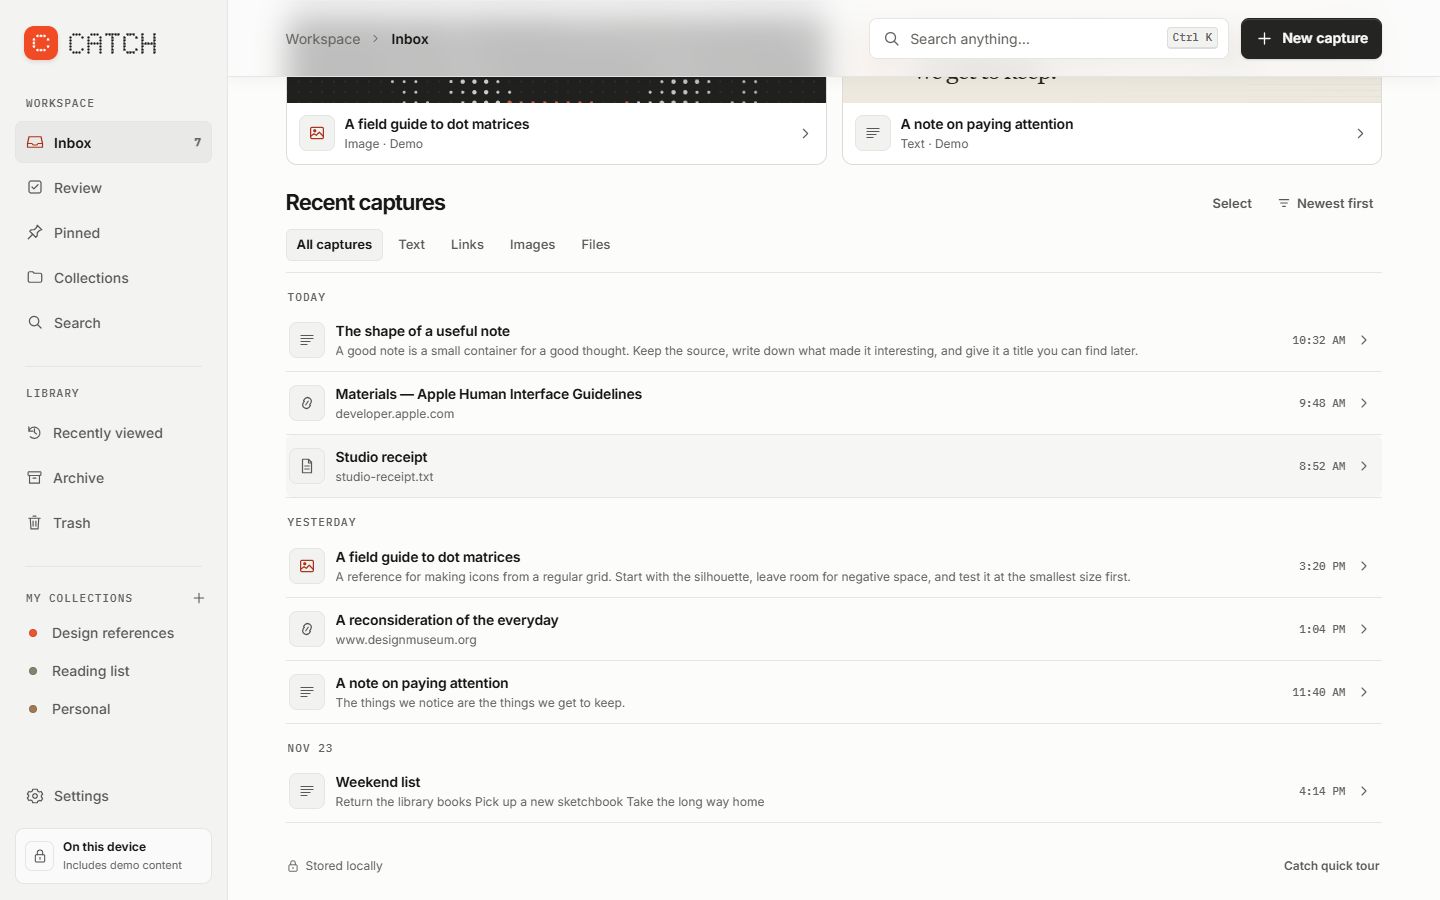 CATCH
WORKSPACE
Inbox 7
Review
Pinned
Collections
Search
LIBRARY
Recently viewed
Archive
Trash
MY COLLECTIONS
Design references
Reading list
Personal
Settings
On this device
Includes demo content
Workspace Inbox
Search anything... Ctrl K
New capture
we get to keep.
A field guide to dot matrices
Image · Demo
A note on paying attention
Text · Demo
Recent captures
Select Newest first
All captures Text Links Images Files
TODAY
The shape of a useful note
A good note is a small container for a good thought. Keep the source, write down what made it interesting, and give it a title you can find later.
10:32 AM
Materials — Apple Human Interface Guidelines
developer.apple.com
9:48 AM
Studio receipt
studio-receipt.txt
8:52 AM
YESTERDAY
A field guide to dot matrices
A reference for making icons from a regular grid. Start with the silhouette, leave room for negative space, and test it at the smallest size first.
3:20 PM
A reconsideration of the everyday
www.designmuseum.org
1:04 PM
A note on paying attention
The things we notice are the things we get to keep.
11:40 AM
NOV 23
Weekend list
Return the library books Pick up a new sketchbook Take the long way home
4:14 PM
Stored locally
Catch quick tour